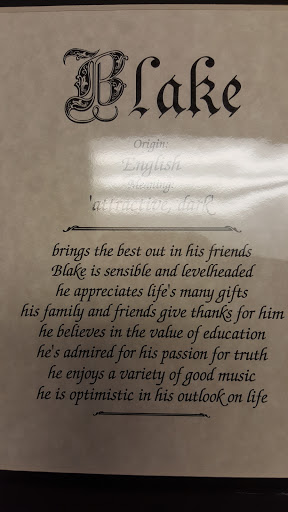 Blake
Origin:
English
Meaning:
'attractive, dark'
brings the best out in his friends
Blake is sensible and levelheaded
he appreciates life's many gifts
his family and friends give thanks for him
he believes in the value of education
he's admired for his passion for truth
he enjoys a variety of good music
he is optimistic in his outlook on life